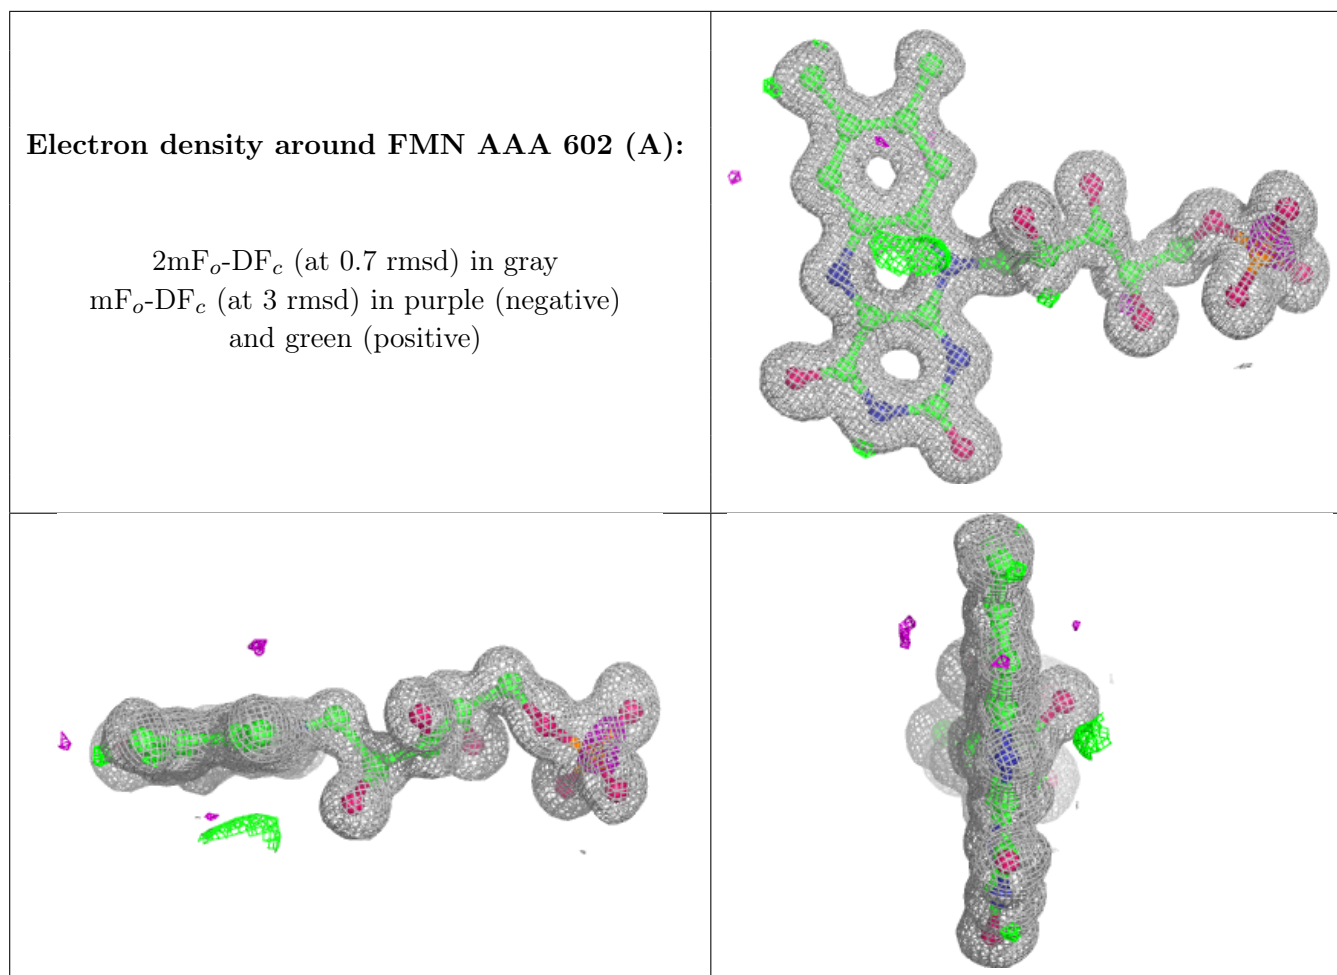 Electron density around FMN AAA 602 (A):
2mFₒ-DF𝒸 (at 0.7 rmsd) in gray
mFₒ-DF𝒸 (at 3 rmsd) in purple (negative)
and green (positive)